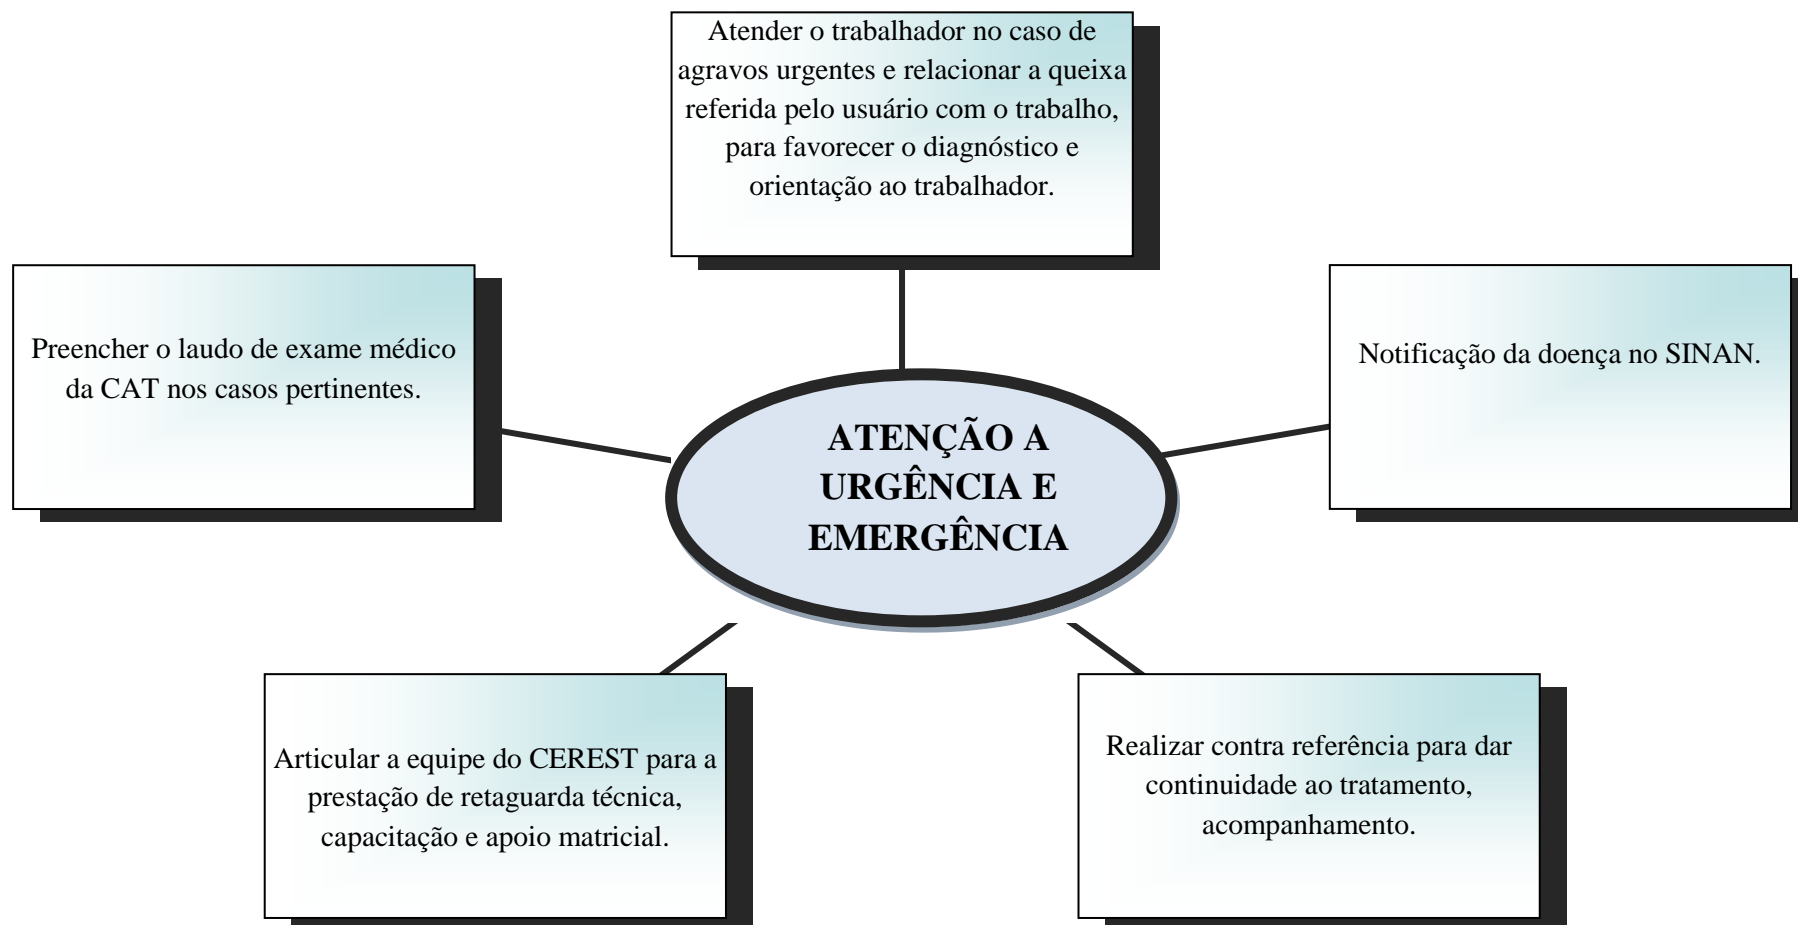 Atender o trabalhador no caso de
agravos urgentes e relacionar a queixa
referida pelo usuário com o trabalho,
para favorecer o diagnóstico e
orientação ao trabalhador.
Preencher o laudo de exame médico
da CAT nos casos pertinentes.
Notificação da doença no SINAN.
ATENÇÃO A
URGÊNCIA E
EMERGÊNCIA
Articular a equipe do CEREST para a
prestação de retaguarda técnica,
capacitação e apoio matricial.
Realizar contra referência para dar
continuidade ao tratamento,
acompanhamento.